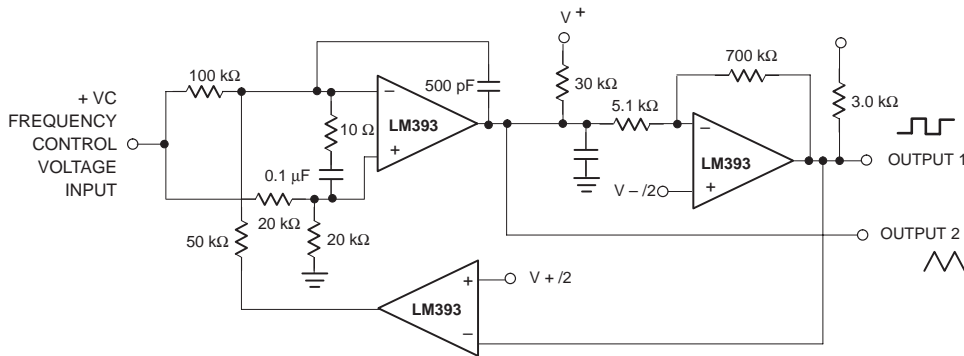 V +
100 kΩ
500 pF
30 kΩ
700 kΩ
3.0 kΩ
+ VC
FREQUENCY
CONTROL
VOLTAGE
INPUT
−
+
LM393
10 Ω
0.1 µF
5.1 kΩ
−
+
LM393
V – /2
OUTPUT 1
20 kΩ
20 kΩ
50 kΩ
OUTPUT 2
+
−
LM393
V + /2